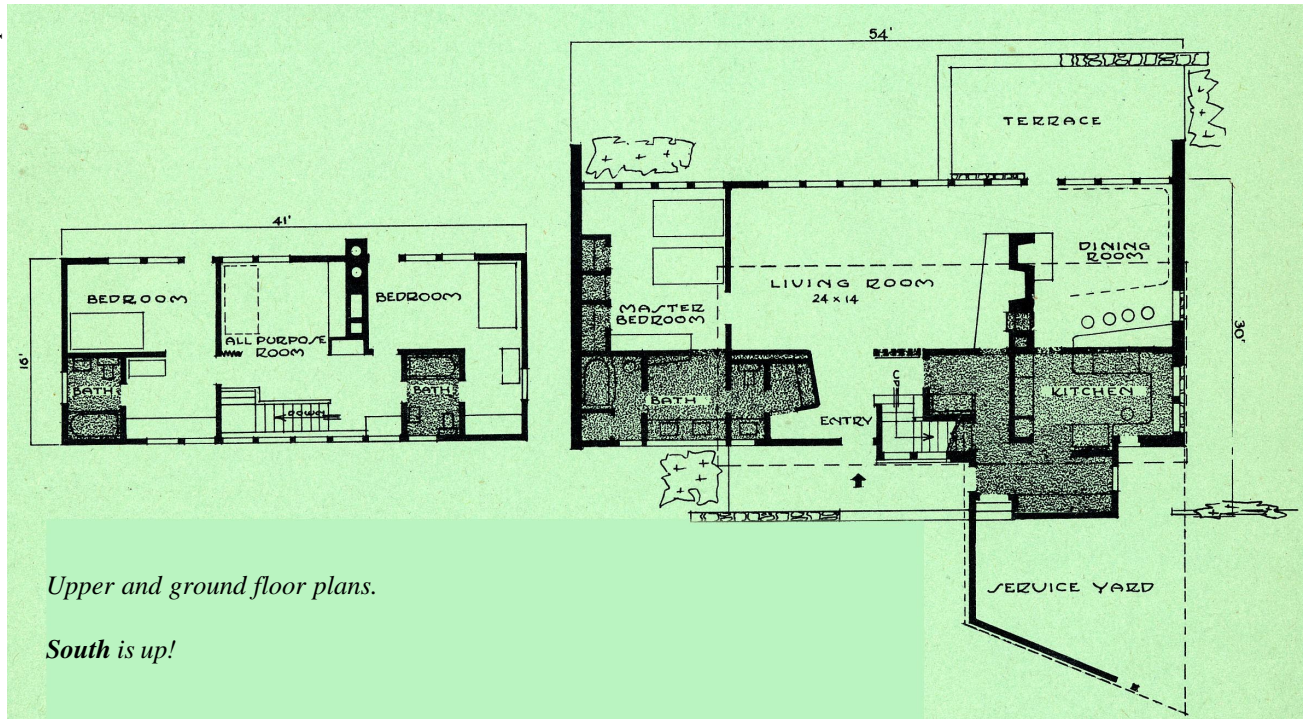 41'
16'
BEDROOM
ALL PURPOSE
ROOM
BEDROOM
BATH
BATH
DOWN
54'
30'
TERRACE
DINING
ROOM
LIVING ROOM
24 x 14
MASTER
BEDROOM
BATH
UP
ENTRY
KITCHEN
SERVICE YARD
Upper and ground floor plans.
South is up!